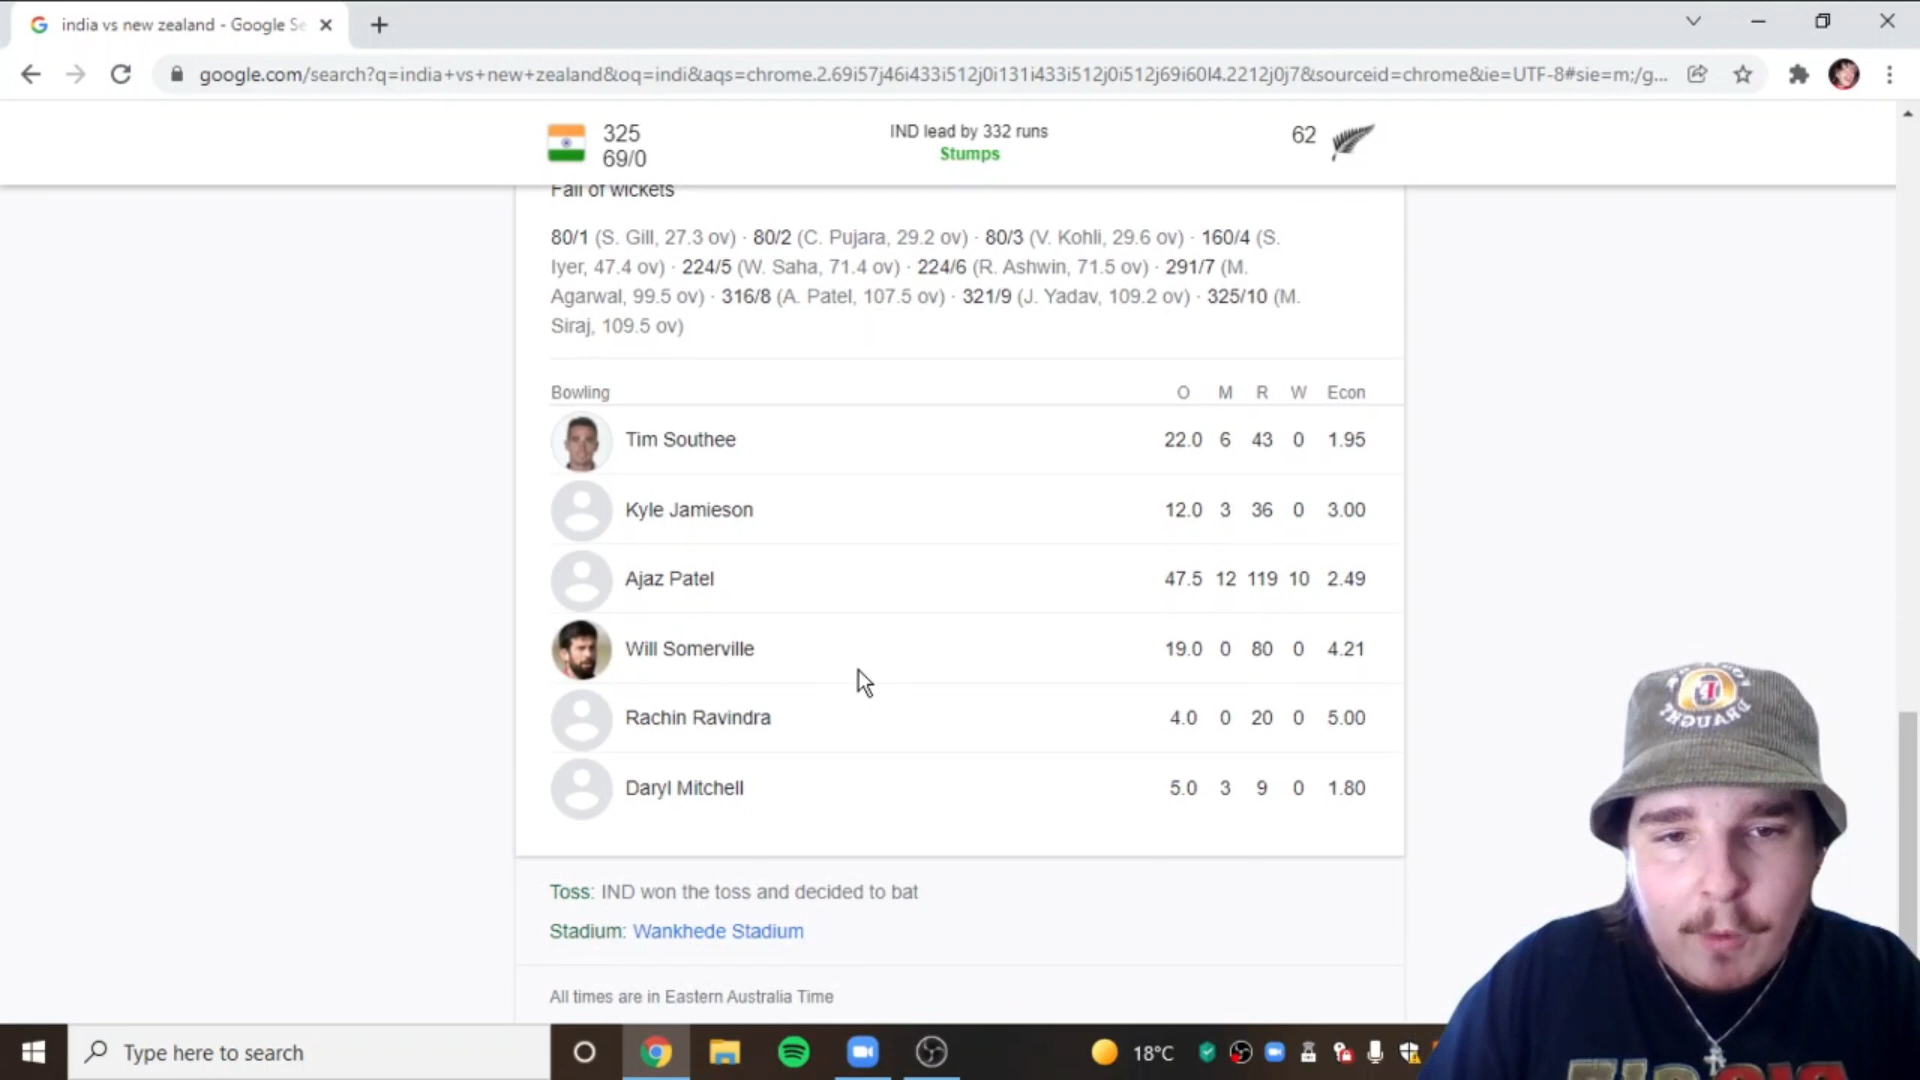 india vs new zealand - Google Se
google.com/search?q=india+vs+new+zealand&oq=indi&aqs=chrome.2.69i57j46i433i512j0i131i433i512j0i512j69i60l4.2212j0j7&sourceid=chrome&ie=UTF-8#sie=m;/g...
325
69/0
IND lead by 332 runs
Stumps
62
Fall of wickets
80/1 (S. Gill, 27.3 ov) · 80/2 (C. Pujara, 29.2 ov) · 80/3 (V. Kohli, 29.6 ov) · 160/4 (S.
Iyer, 47.4 ov) · 224/5 (W. Saha, 71.4 ov) · 224/6 (R. Ashwin, 71.5 ov) · 291/7 (M.
Agarwal, 99.5 ov) · 316/8 (A. Patel, 107.5 ov) · 321/9 (J. Yadav, 109.2 ov) · 325/10 (M.
Siraj, 109.5 ov)
Bowling O M R W Econ
Tim Southee 22.0 6 43 0 1.95
Kyle Jamieson 12.0 3 36 0 3.00
Ajaz Patel 47.5 12 119 10 2.49
Will Somerville 19.0 0 80 0 4.21
Rachin Ravindra 4.0 0 20 0 5.00
Daryl Mitchell 5.0 3 9 0 1.80
Toss: IND won the toss and decided to bat
Stadium: Wankhede Stadium
All times are in Eastern Australia Time
Type here to search
18°C
DRAUGHT